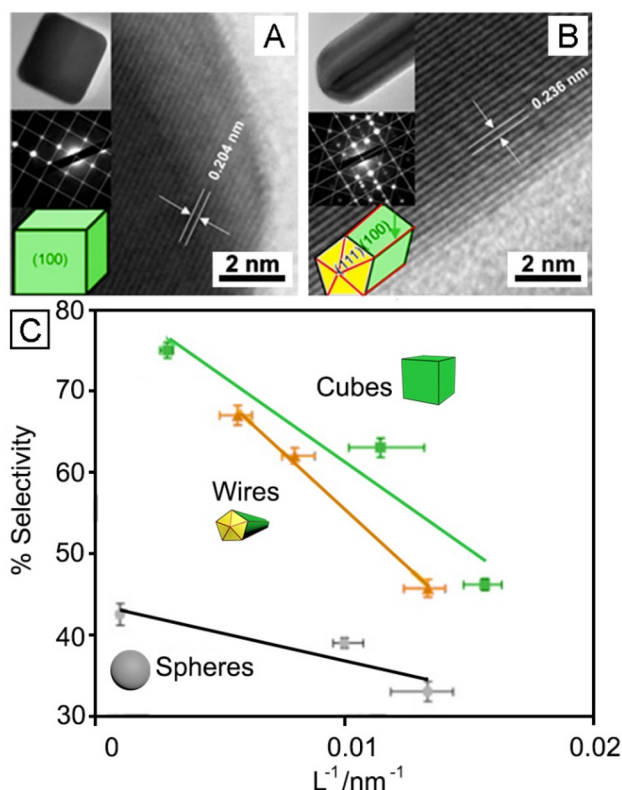 A
0.204 nm
(100)
2 nm
B
0.236 nm
(111)
(100)
2 nm
C
80
70
60
50
40
30
% Selectivity
Cubes
Wires
Spheres
0
0.01
0.02
L⁻¹/nm⁻¹